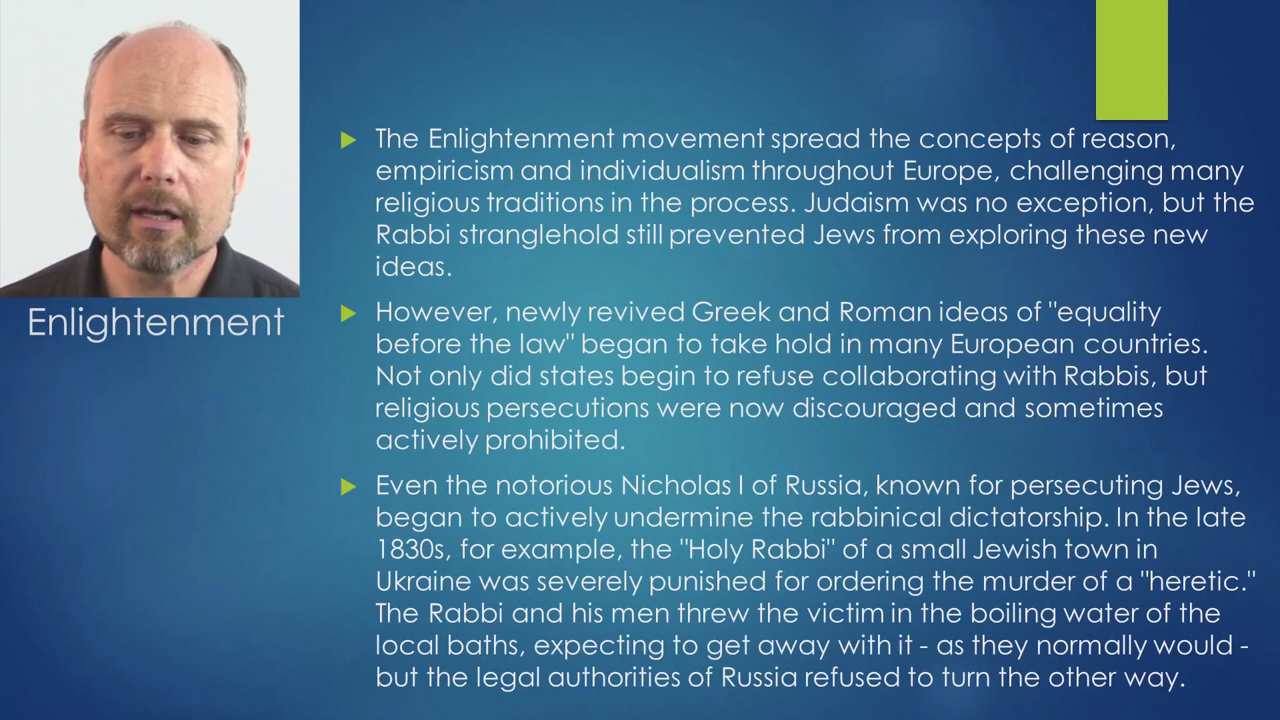 Enlightenment
The Enlightenment movement spread the concepts of reason,
empiricism and individualism throughout Europe, challenging many
religious traditions in the process. Judaism was no exception, but the
Rabbi stranglehold still prevented Jews from exploring these new
ideas.
However, newly revived Greek and Roman ideas of "equality
before the law" began to take hold in many European countries.
Not only did states begin to refuse collaborating with Rabbis, but
religious persecutions were now discouraged and sometimes
actively prohibited.
Even the notorious Nicholas I of Russia, known for persecuting Jews,
began to actively undermine the rabbinical dictatorship. In the late
1830s, for example, the "Holy Rabbi" of a small Jewish town in
Ukraine was severely punished for ordering the murder of a "heretic."
The Rabbi and his men threw the victim in the boiling water of the
local baths, expecting to get away with it - as they normally would -
but the legal authorities of Russia refused to turn the other way.